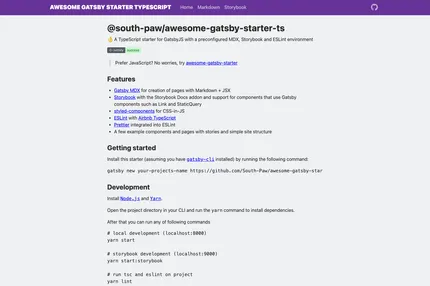 AWESOME GATSBY STARTER TYPESCRIPT Home Markdown Storybook
@south-paw/awesome-gatsby-starter-ts
👌 A TypeScript starter for GatsbyJS with a preconfigured MDX, Storybook and ESLint environment
Prefer JavaScript? No worries, try awesome-gatsby-starter
Features
• Gatsby MDX for creation of pages with Markdown + JSX
• Storybook with the Storybook Docs addon and support for components that use Gatsby
components such as Link and StaticQuery
• styled-components for CSS-in-JS
• ESLint with Airbnb TypeScript
• Prettier integrated into ESLint
• A few example components and pages with stories and simple site structure
Getting started
Install this starter (assuming you have gatsby-cli installed) by running the following command:
gatsby new your-projects-name https://github.com/South-Paw/awesome-gatsby-star
Development
Install Node.js and Yarn.
Open the project directory in your CLI and run the yarn command to install dependencies.
After that you can run any of following commands
# local development (localhost:8000)
yarn start
# storybook development (localhost:9000)
yarn start:storybook
# run tsc and eslint on project
yarn lint